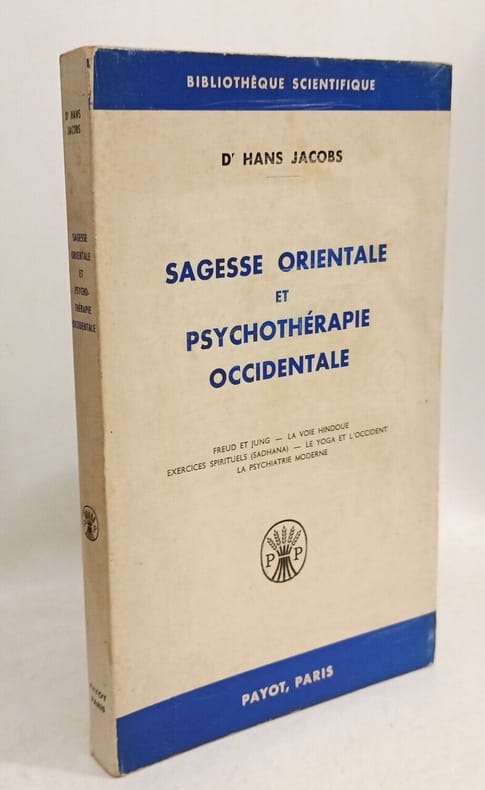 BIBLIOTHÈQUE SCIENTIFIQUE
Dʳ HANS JACOBS
SAGESSE ORIENTALE
ET
PSYCHOTHÉRAPIE
OCCIDENTALE
FREUD ET JUNG — LA VOIE HINDOUE
EXERCICES SPIRITUELS (SADHANA) — LE YOGA ET L'OCCIDENT
LA PSYCHIATRIE MODERNE
P P
PAYOT, PARIS
Dʳ HANS
JACOBS
SAGESSE
ORIENTALE
ET
PSYCHO-
THÉRAPIE
OCCIDENTALE
PAYOT
PARIS